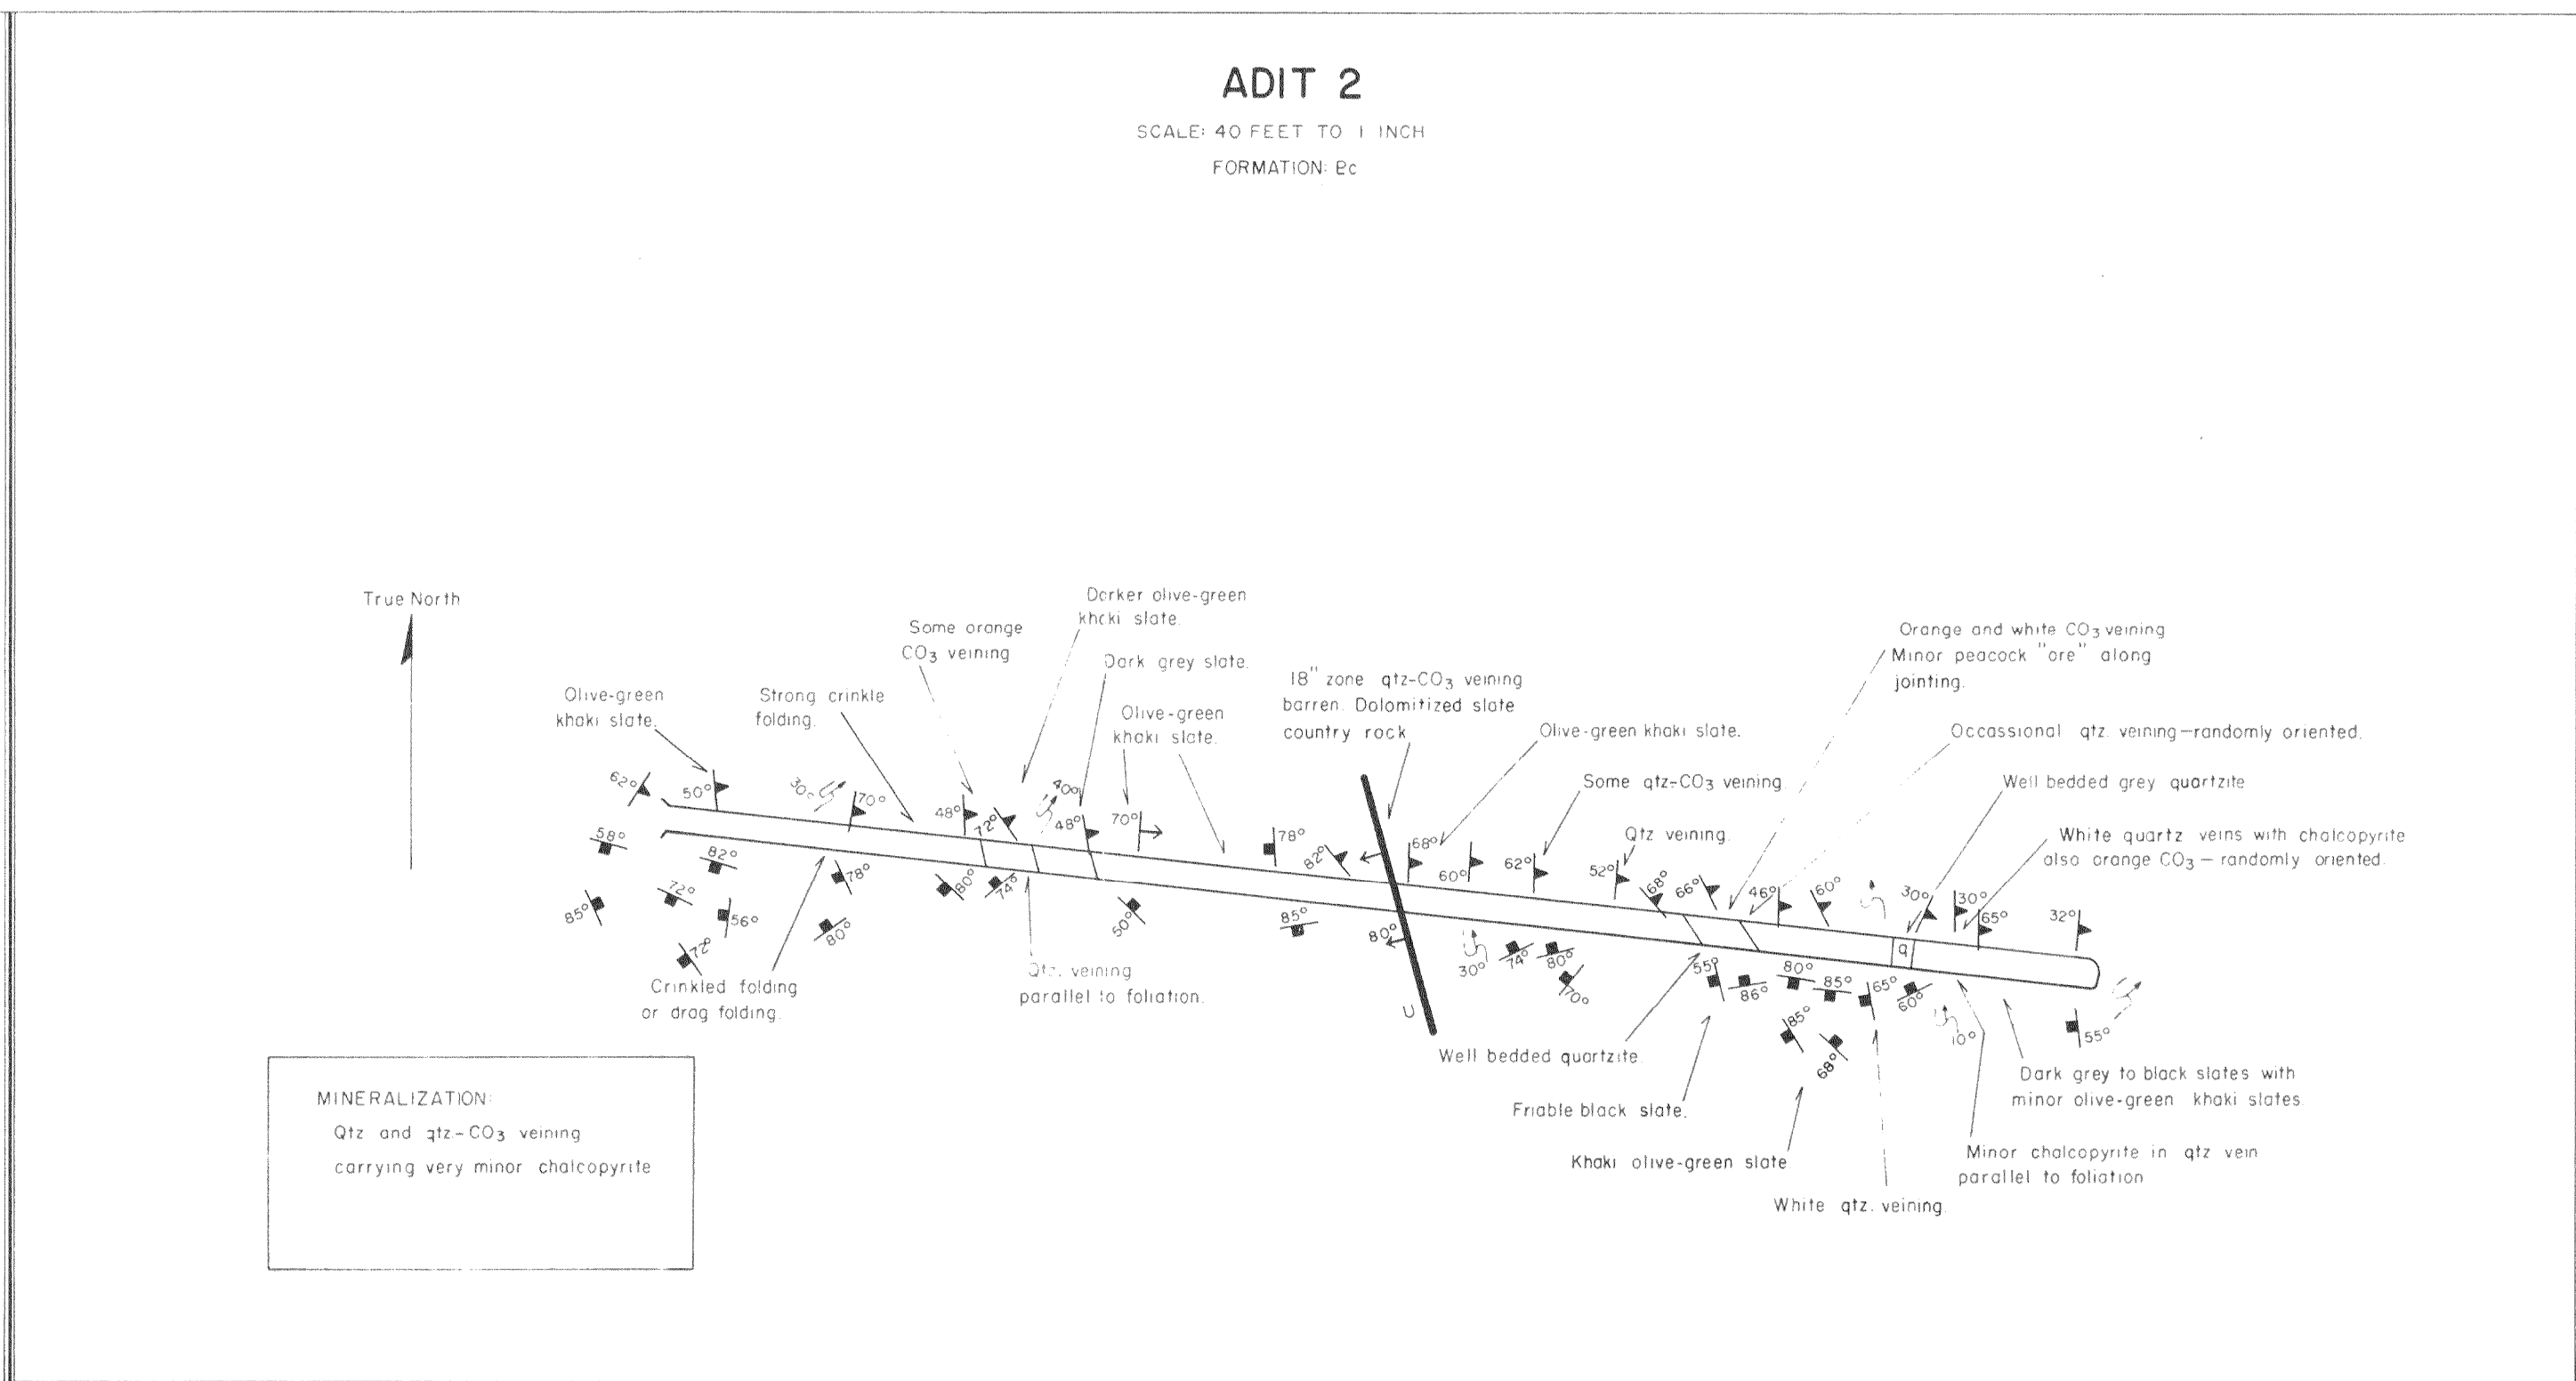 ADIT 2
SCALE: 40 FEET TO 1 INCH
FORMATION: Pc
True North
Olive-green
khaki slate.
Strong crinkle
folding.
Some orange
CO3 veining
Darker olive-green
khaki slate.
Dark grey slate.
Olive-green
khaki slate.
18" zone qtz-CO3 veining
barren. Dolomitized slate
country rock
Olive-green khaki slate.
Some qtz-CO3 veining.
Qtz veining.
Orange and white CO3 veining
Minor peacock "ore" along
jointing.
Occassional qtz. veining—randomly oriented.
Well bedded grey quartzite
White quartz veins with chalcopyrite
also orange CO3 — randomly oriented.
62°
50°
30°
70°
48°
72°
40°
48°
70°
78°
82°
68°
60°
62°
52°
68°
66°
46°
60°
30°
30°
65°
32°
q
58°
82°
85°
72°
56°
72°
78°
80°
80°
74°
50°
85°
80°
30°
74°
80°
70°
55°
86°
80°
85°
65°
60°
85°
68°
10°
55°
U
Crinkled folding
or drag folding.
Qtz. veining
parallel to foliation.
Well bedded quartzite.
Friable black slate.
Khaki olive-green slate
White qtz. veining.
Dark grey to black slates with
minor olive-green khaki slates.
Minor chalcopyrite in qtz vein
parallel to foliation
MINERALIZATION:
Qtz and qtz-CO3 veining
carrying very minor chalcopyrite